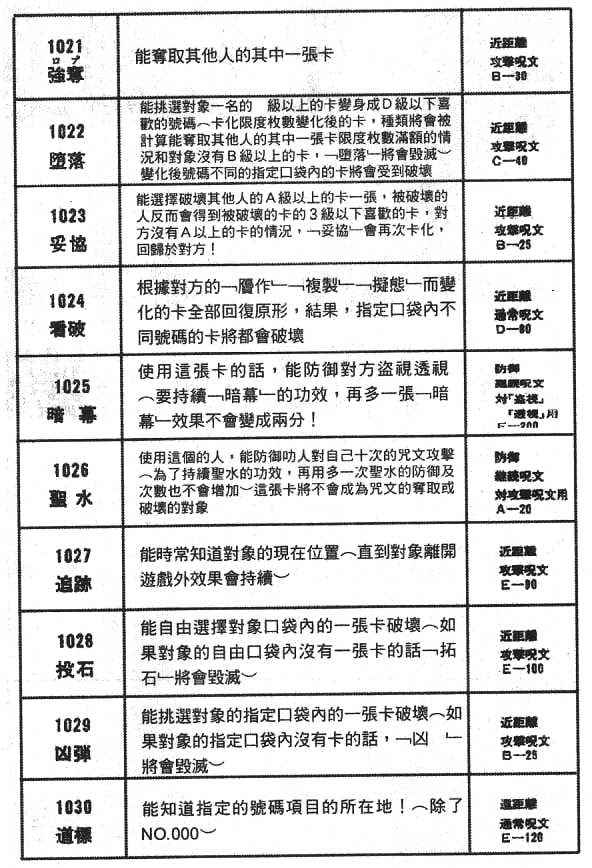 1021
ロブ
強奪
能奪取其他人的其中一張卡
近距離
攻擊呪文
B—30
1022
墮落
能挑選對象一名的　級以上的卡變身成D級以下喜
歡的號碼︵卡化限度枚數變化後的卡，種類將會被
計算能奪取其他人的其中一張卡限度枚數滿額的情
況和對象沒有B級以上的卡，﹁墮落﹂將會毀滅︶
變化後號碼不同的指定口袋內的卡將會受到破壞
近距離
攻擊呪文
C—40
1023
妥協
能選擇破壞其他人的A級以上的卡一張，被破壞的
人反而會得到被破壞的卡的3級以下喜歡的卡，對
方沒有A以上的卡的情況，﹁妥協﹂會再次卡化，
回歸於對方！
近距離
攻擊呪文
B—25
1024
看破
根據對方的﹁贋作﹂﹁複製﹂﹁擬態﹂而變
化的卡全部回復原形，結果，指定口袋內不
同號碼的卡將都會破壞
近距離
通常呪文
D—80
1025
暗幕
使用這張卡的話，能防御對方盜視透視
︵要持續﹁暗幕﹂的功效，再多一張﹁暗
幕﹂效果不會變成兩分！
防御
繼續呪文
対「盜視」
「透視」用
E—200
1026
聖水
使用這個的人，能防御叻人對自己十次的咒文攻擊
︵為了持續聖水的功效，再用多一次聖水的防御及
次數也不會增加︶這張卡將不會成為咒文的奪取或
破壞的對象
防御
繼續呪文
対攻擊呪文用
A—20
1027
追跡
能時常知道對象的現在位置︵直到對象離開
遊戲外效果會持續︶
近距離
攻擊呪文
E—90
1028
投石
能自由選擇對象口袋內的一張卡破壞︵如
果對象的自由口袋內沒有一張卡的話﹁拓
石﹂將會毀滅︶
近距離
攻擊呪文
E—100
1029
凶弾
能挑選對象的指定口袋內的一張卡破壞︵如
果對象的指定口袋內沒有卡的話，﹁凶　﹂
將會毀滅︶
近距離
攻擊呪文
B—25
1030
道標
能知道指定的號碼項目的所在地！︵除了
NO.000︶
遠距離
通常呪文
E—120